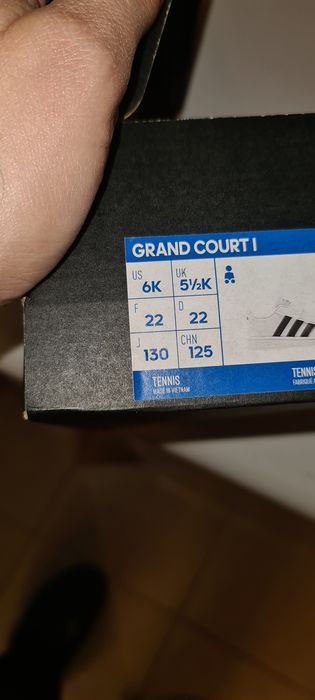 GRAND COURT I
US UK
6K 5½K
F D
22 22
J CHN
130 125
TENNIS TENNIS
MADE IN VIETNAM